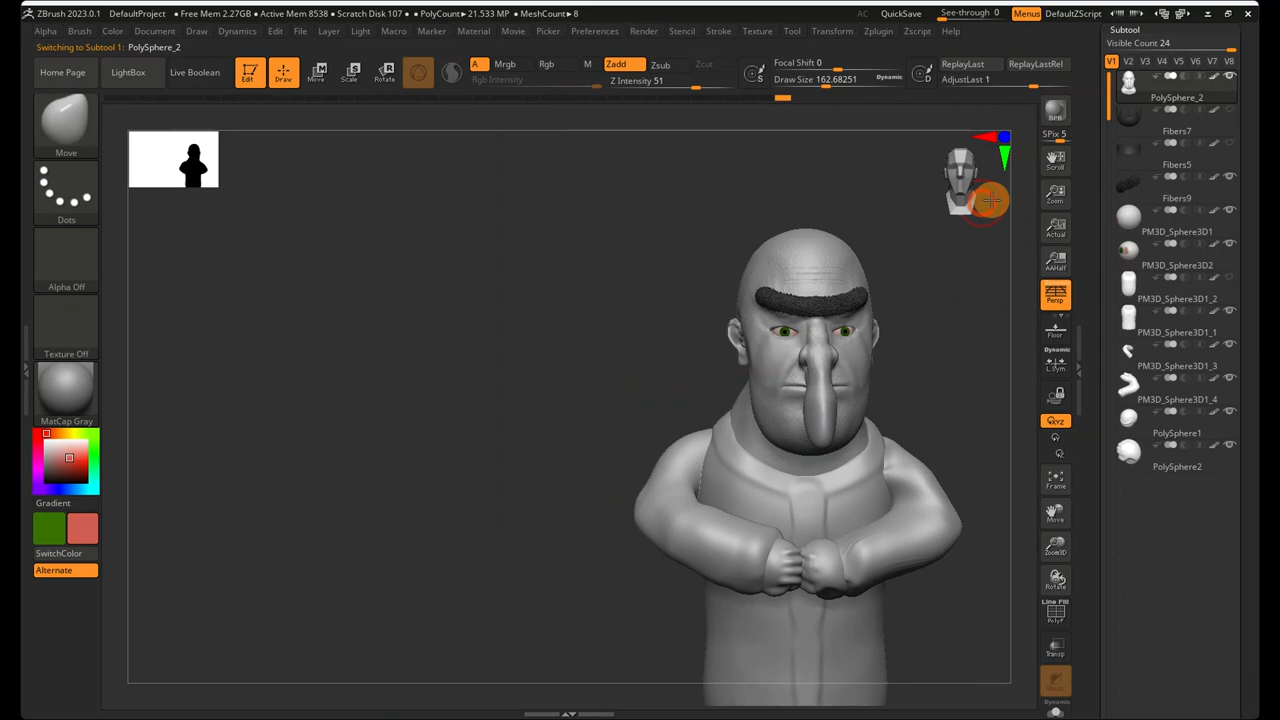 ZBrush 2023.0.1 DefaultProject • Free Mem 2.27GB • Active Mem 8538 • Scratch Disk 107 • PolyCount▸21.533 MP • MeshCount▸8 AC QuickSave See-through 0 Menus DefaultZScript
Alpha Brush Color Document Draw Dynamics Edit File Layer Light Macro Marker Material Movie Picker Preferences Render Stencil Stroke Texture Tool Transform Zplugin Zscript Help
Switching to Subtool 1: PolySphere_2
Home Page LightBox Live Boolean Edit Draw Move Scale Rotate
A Mrgb Rgb M Zadd Zsub Zcut
Rgb Intensity Z Intensity 51
S Focal Shift 0
Draw Size 162.68251 Dynamic
D ReplayLast ReplayLastRel
AdjustLast 1
Subtool
Visible Count 24
V1 V2 V3 V4 V5 V6 V7 V8
PolySphere_2
Fibers7
Fibers5
Fibers9
PM3D_Sphere3D1
PM3D_Sphere3D2
PM3D_Sphere3D1_2
PM3D_Sphere3D1_1
PM3D_Sphere3D1_3
PM3D_Sphere3D1_4
PolySphere1
PolySphere2
Move
Dots
Alpha Off
Texture Off
MatCap Gray
Gradient
SwitchColor
Alternate
BPR
SPix 5
Scroll
Zoom
Actual
AAHalf
Dynamic
Persp
Floor
Dynamic
L.Sym
XYZ
Frame
Move
Zoom3D
Rotate
Line Fill
PolyF
Transp
Dynamic